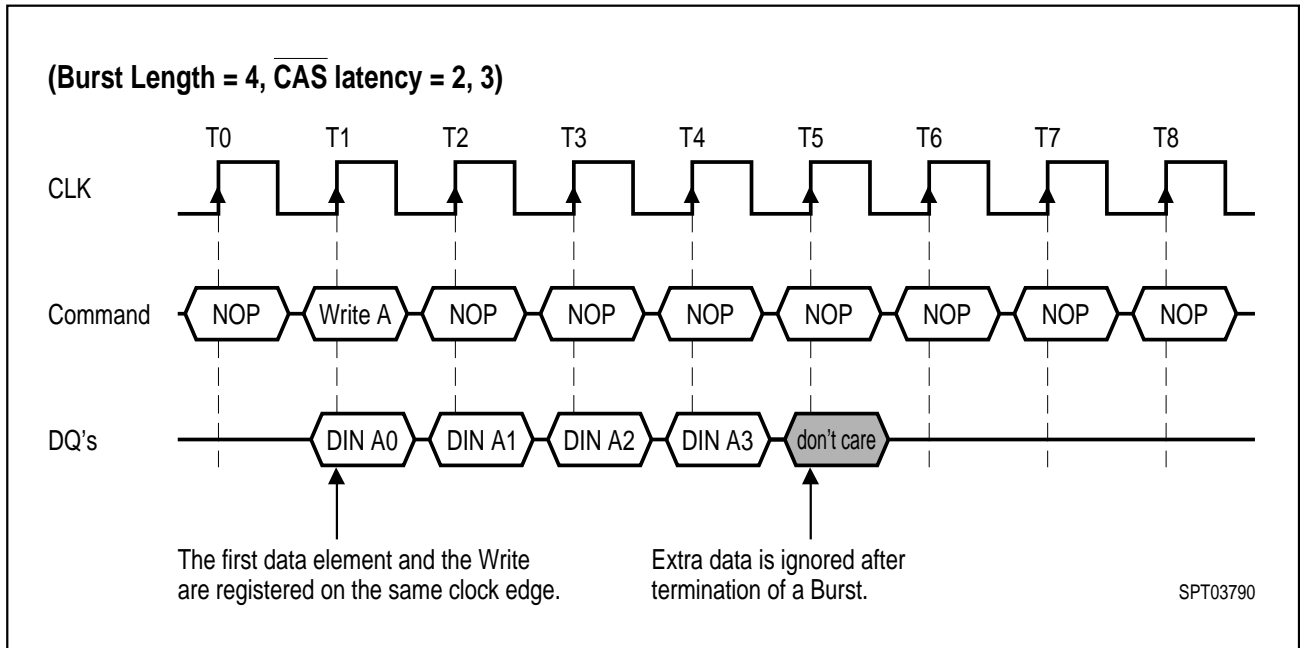 (Burst Length = 4, CAS latency = 2, 3)
T0 T1 T2 T3 T4 T5 T6 T7 T8
CLK
Command NOP Write A NOP NOP NOP NOP NOP NOP NOP
DQ's DIN A0 DIN A1 DIN A2 DIN A3 don't care
The first data element and the Write
are registered on the same clock edge.
Extra data is ignored after
termination of a Burst.
SPT03790